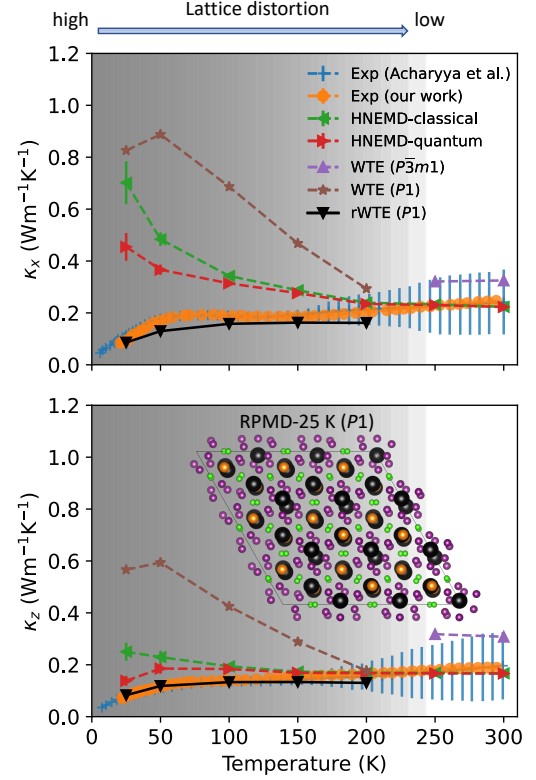 high Lattice distortion low
1.2
1.0
0.8
0.6
0.4
0.2
0.0
κx (Wm⁻¹K⁻¹)
Exp (Acharyya et al.)
Exp (our work)
HNEMD-classical
HNEMD-quantum
WTE (P3̅m1)
WTE (P1)
rWTE (P1)
1.2
1.0
0.8
0.6
0.4
0.2
0.0
κz (Wm⁻¹K⁻¹)
RPMD-25 K (P1)
0 50 100 150 200 250 300
Temperature (K)